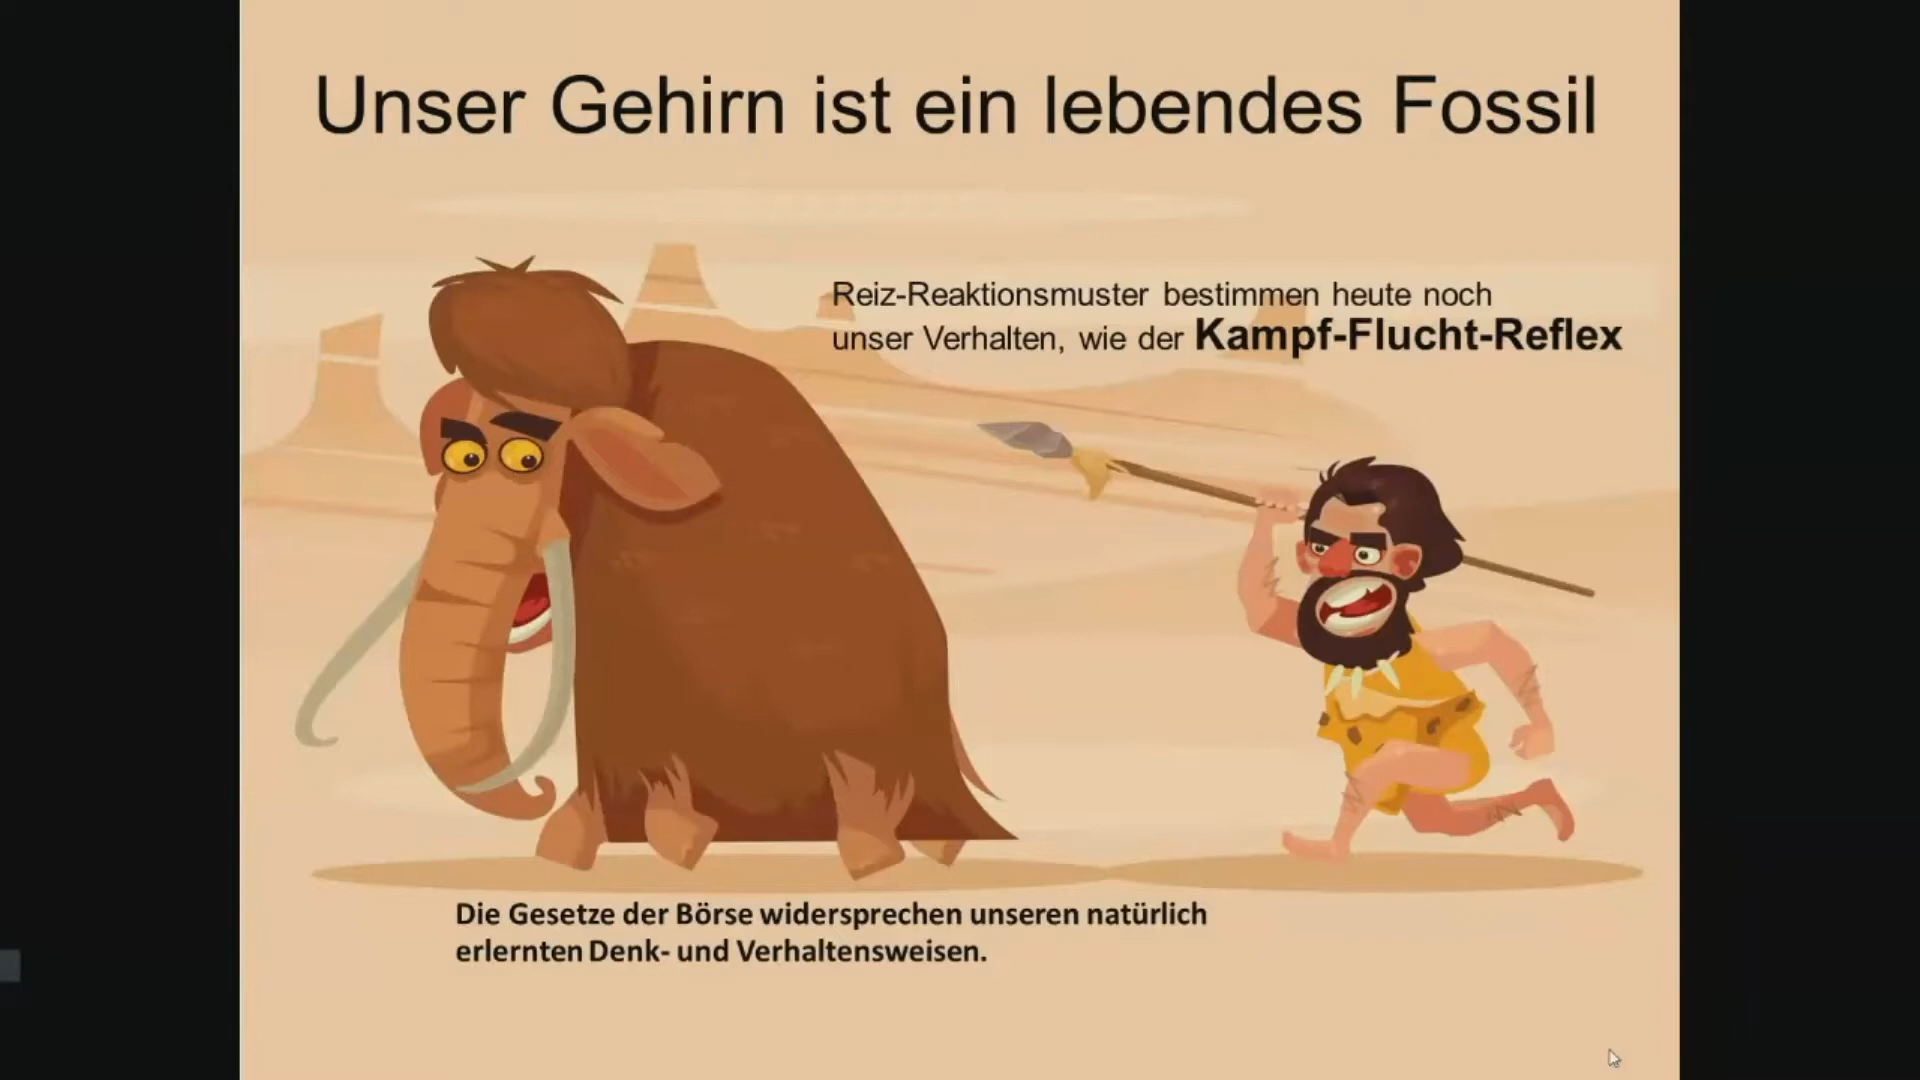 Unser Gehirn ist ein lebendes Fossil
Reiz-Reaktionsmuster bestimmen heute noch
unser Verhalten, wie der Kampf-Flucht-Reflex
Die Gesetze der Börse widersprechen unseren natürlich
erlernten Denk- und Verhaltensweisen.